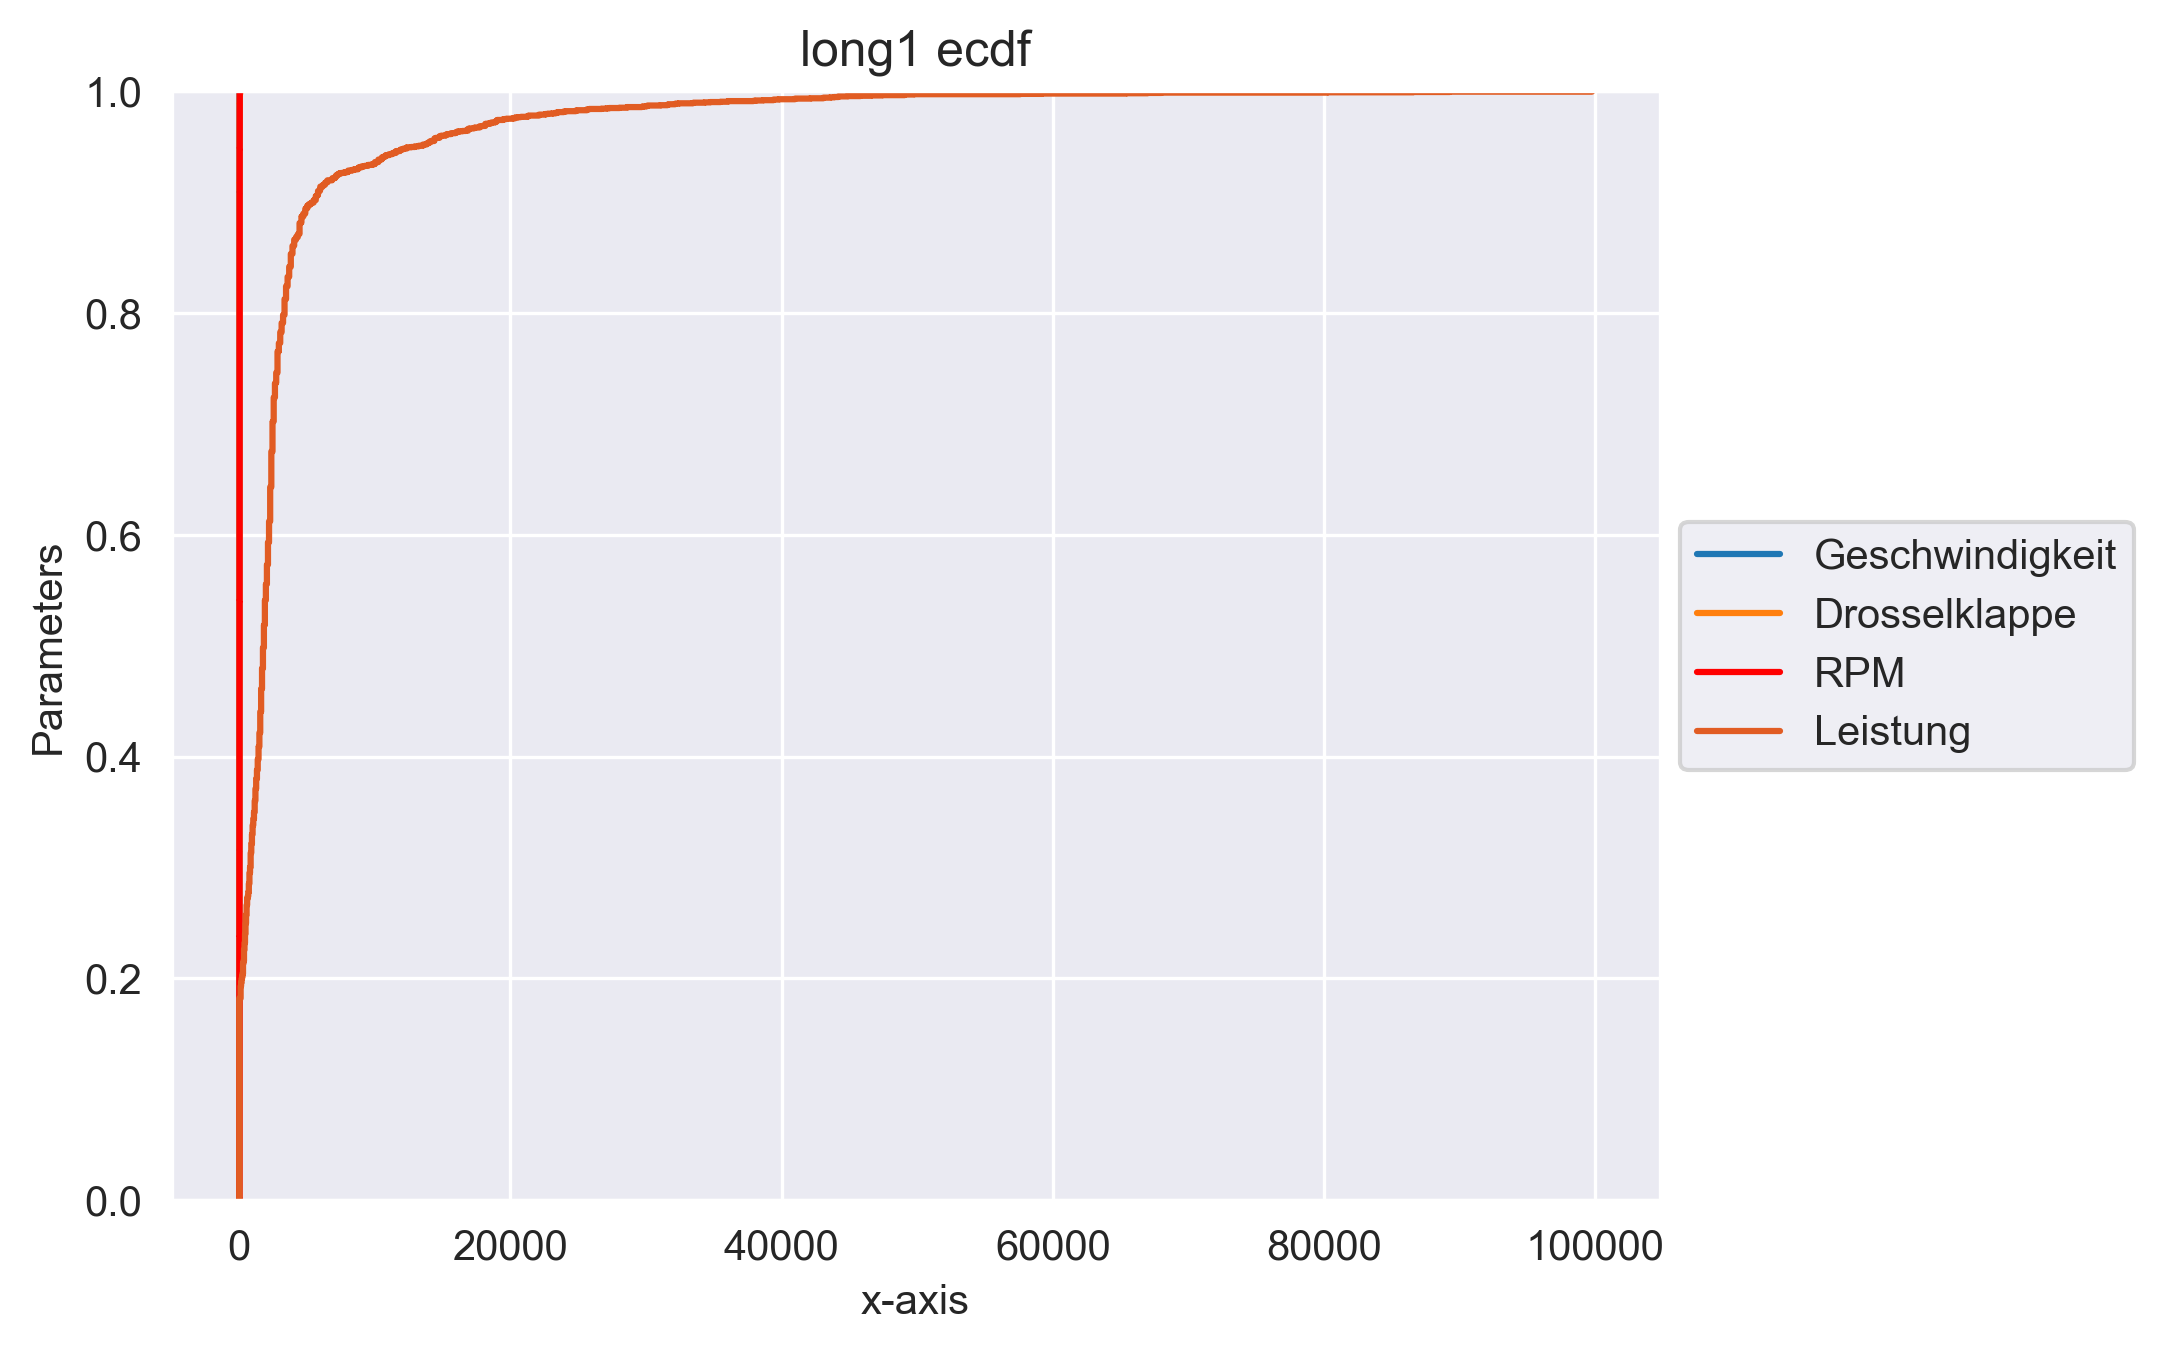 long1 ecdf
1.0
0.8
0.6
0.4
0.2
0.0
Parameters
0 20000 40000 60000 80000 100000
x-axis
Geschwindigkeit
Drosselklappe
RPM
Leistung